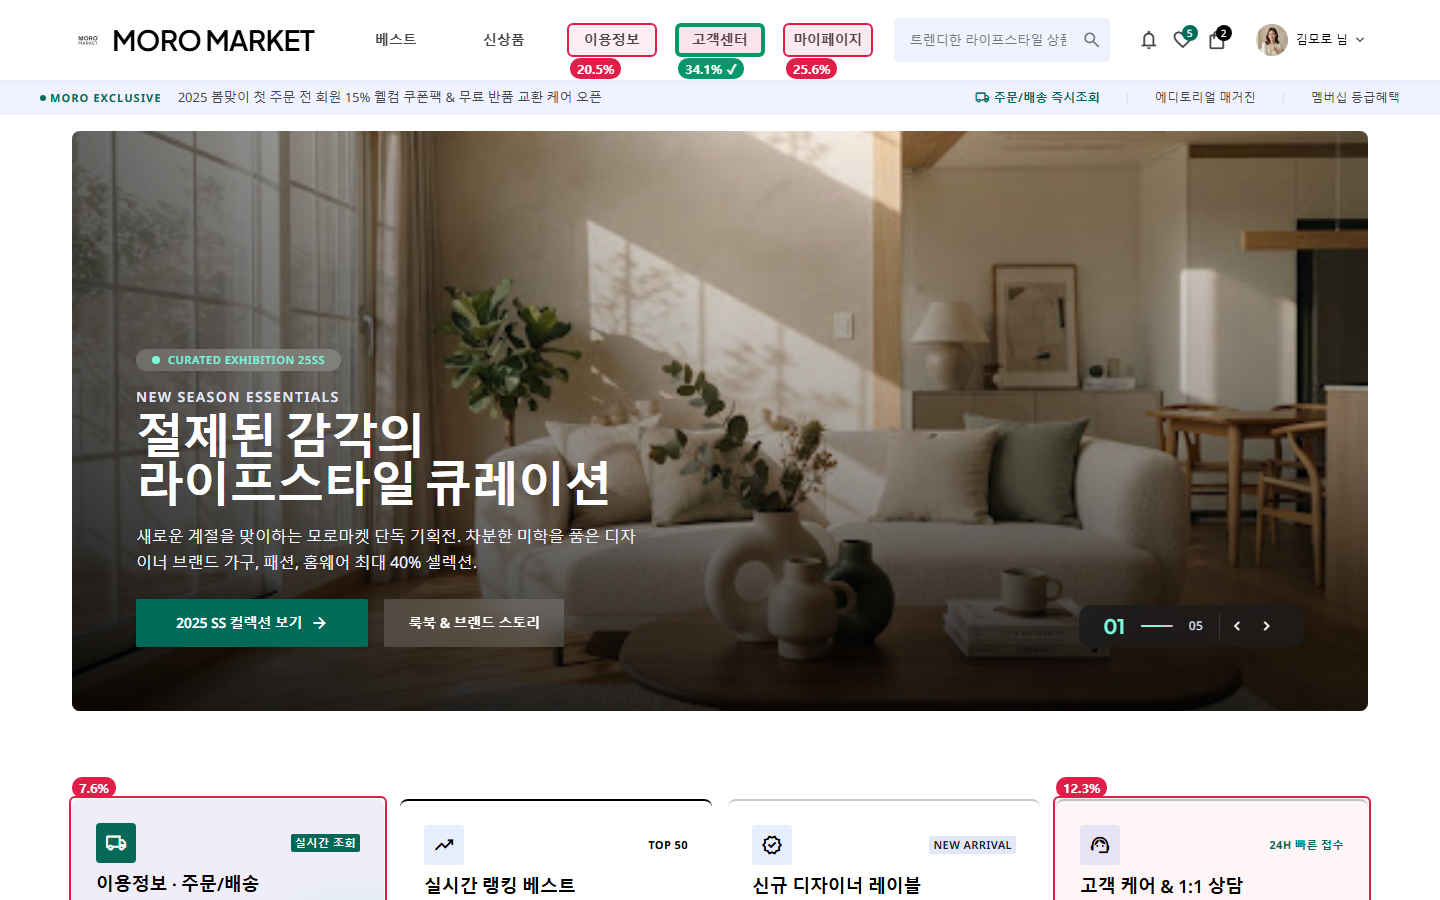 MORO MARKET
MORO MARKET
베스트
신상품
이용정보
고객센터
마이페이지
트렌디한 라이프스타일 상품
5
2
김모로 님
20.5%
34.1% ✓
25.6%
MORO EXCLUSIVE
2025 봄맞이 첫 주문 전 회원 15% 웰컴 쿠폰팩 & 무료 반품 교환 케어 오픈
주문/배송 즉시조회
에디토리얼 매거진
멤버십 등급혜택
CURATED EXHIBITION 25SS
NEW SEASON ESSENTIALS
절제된 감각의
라이프스타일 큐레이션
새로운 계절을 맞이하는 모로마켓 단독 기획전. 차분한 미학을 품은 디자
이너 브랜드 가구, 패션, 홈웨어 최대 40% 셀렉션.
2025 SS 컬렉션 보기 →
룩북 & 브랜드 스토리
01
05
7.6%
12.3%
실시간 조회
TOP 50
NEW ARRIVAL
24H 빠른 접수
이용정보 · 주문/배송
실시간 랭킹 베스트
신규 디자이너 레이블
고객 케어 & 1:1 상담